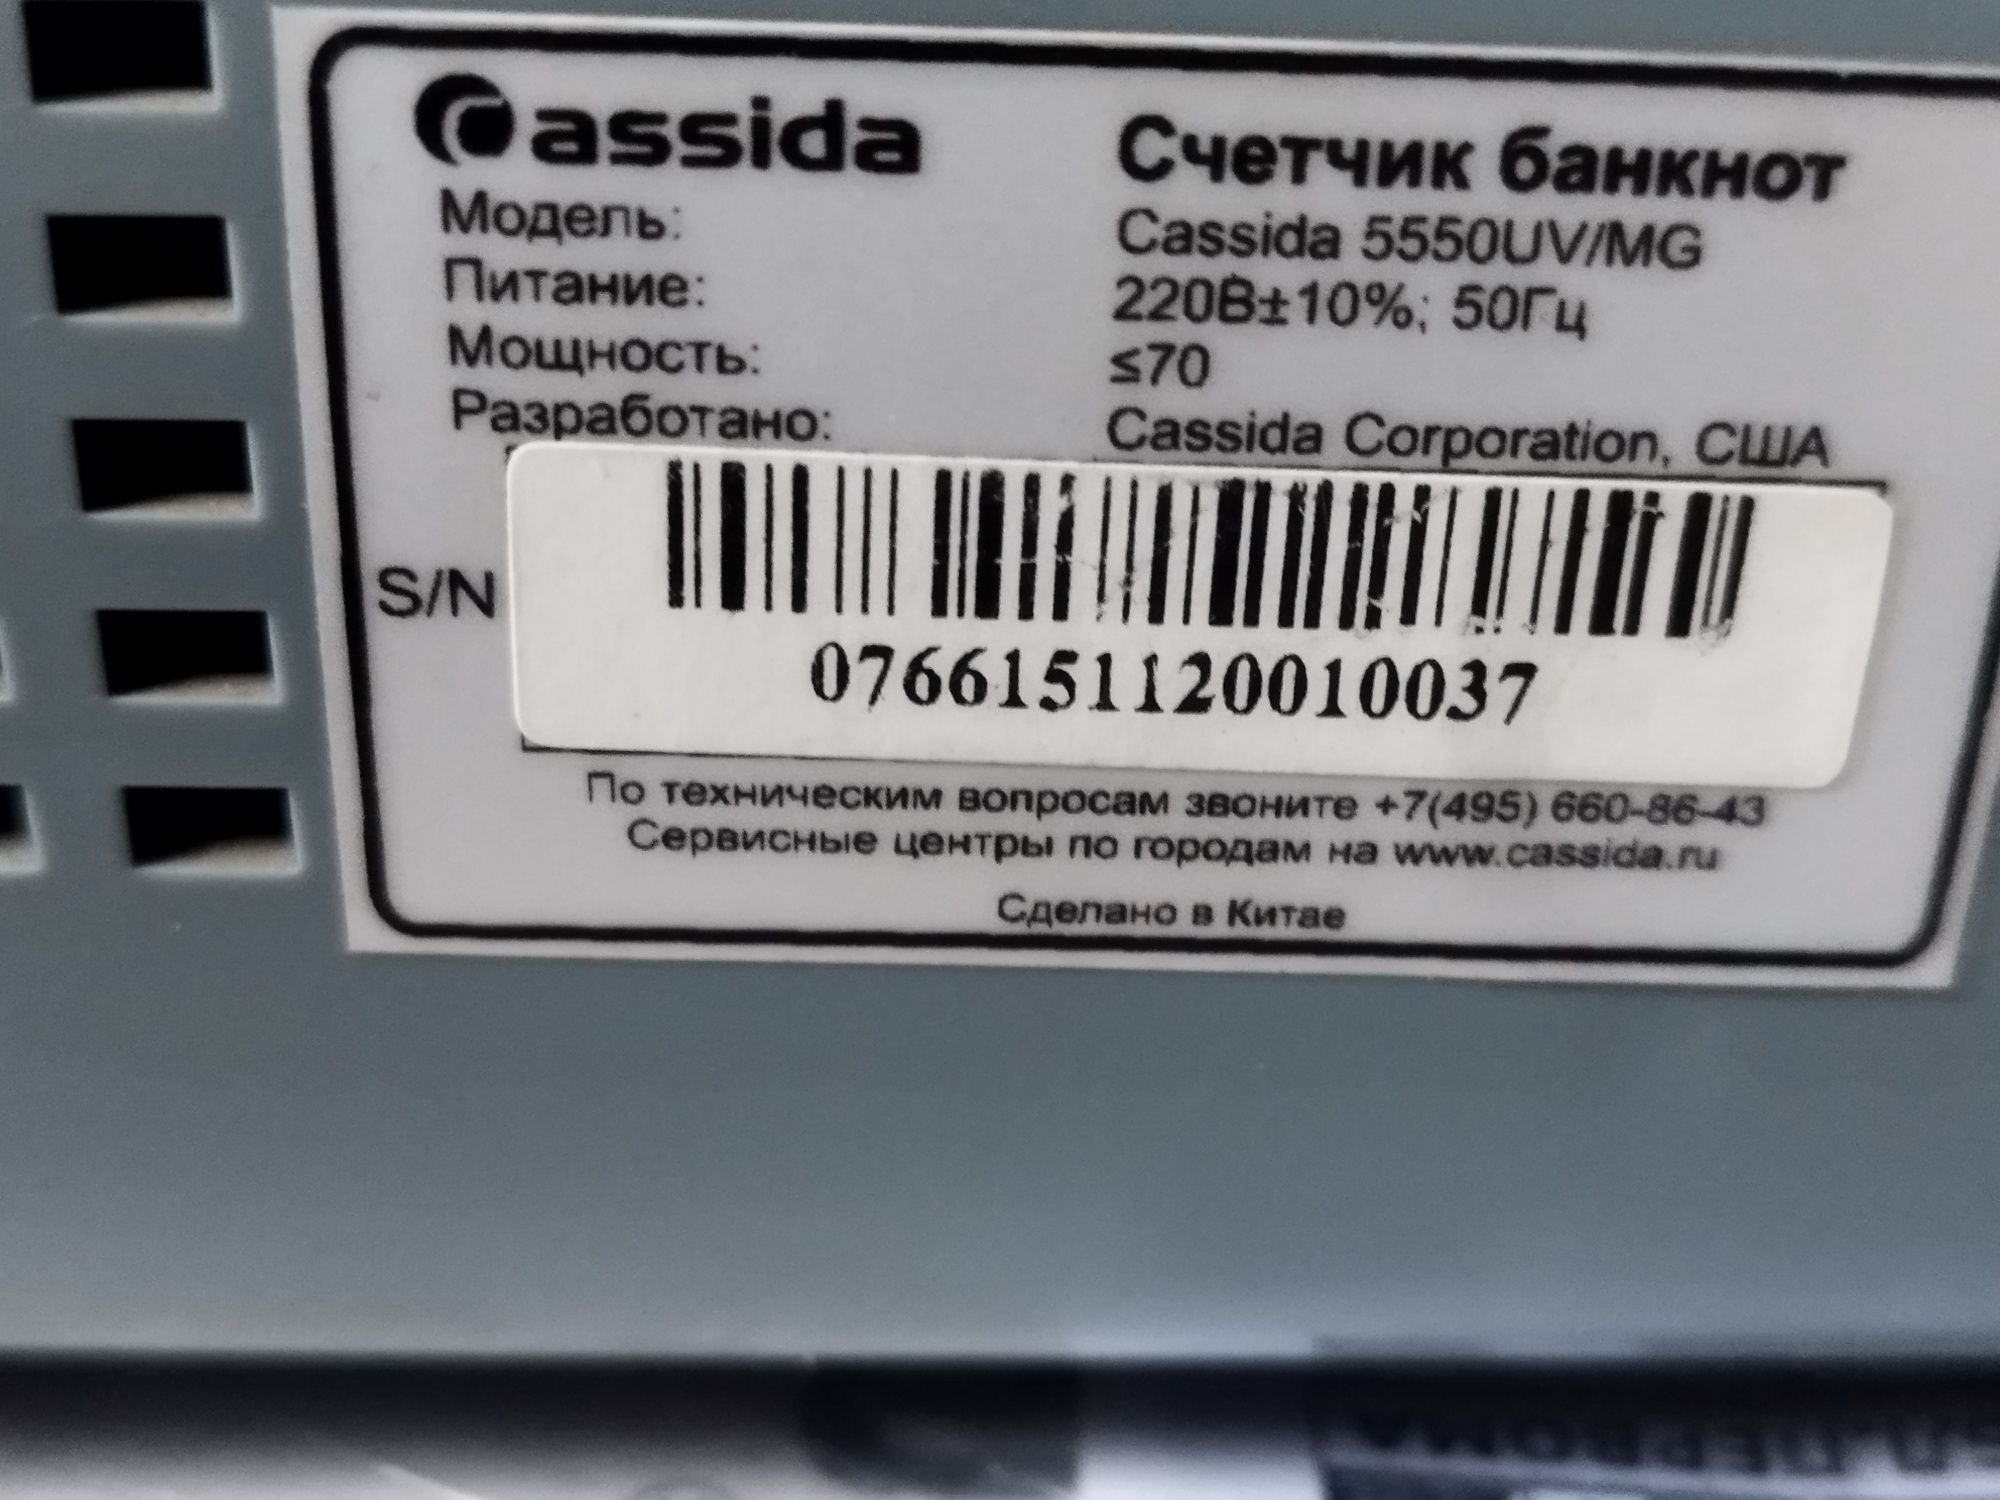 Cassida
Счетчик банкнот
Модель: Cassida 5550UV/MG
Питание: 220В±10%; 50Гц
Мощность: ≤70
Разработано: Cassida Corporation, США
S/N
0766151120010037
По техническим вопросам звоните +7(495) 660-86-43
Сервисные центры по городам на www.cassida.ru
Сделано в Китае